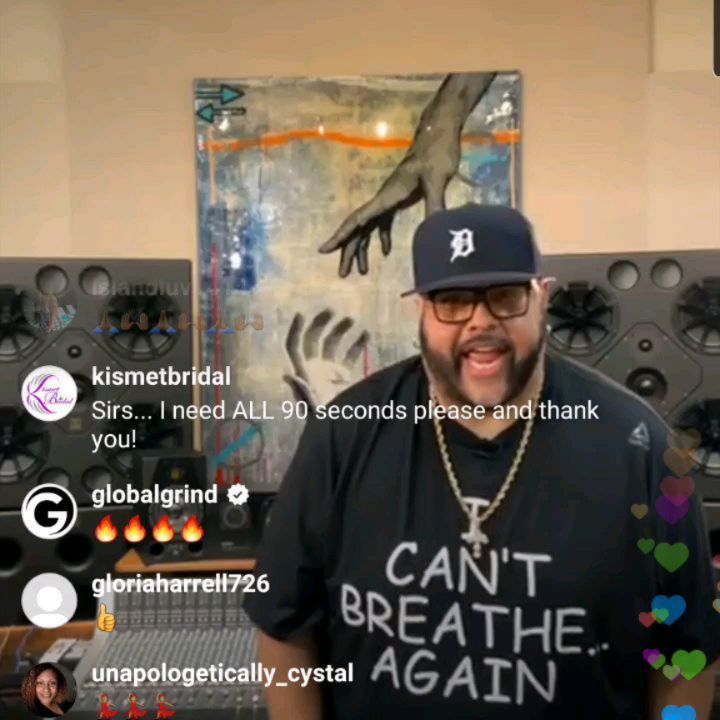 D
islandluv
kismetbridal
Sirs... I need ALL 90 seconds please and thank
you!
globalgrind
🔥🔥🔥🔥
gloriaharrell726
👍
unapologetically_cystal
💃💃💃
I
CAN'T
BREATHE..
AGAIN